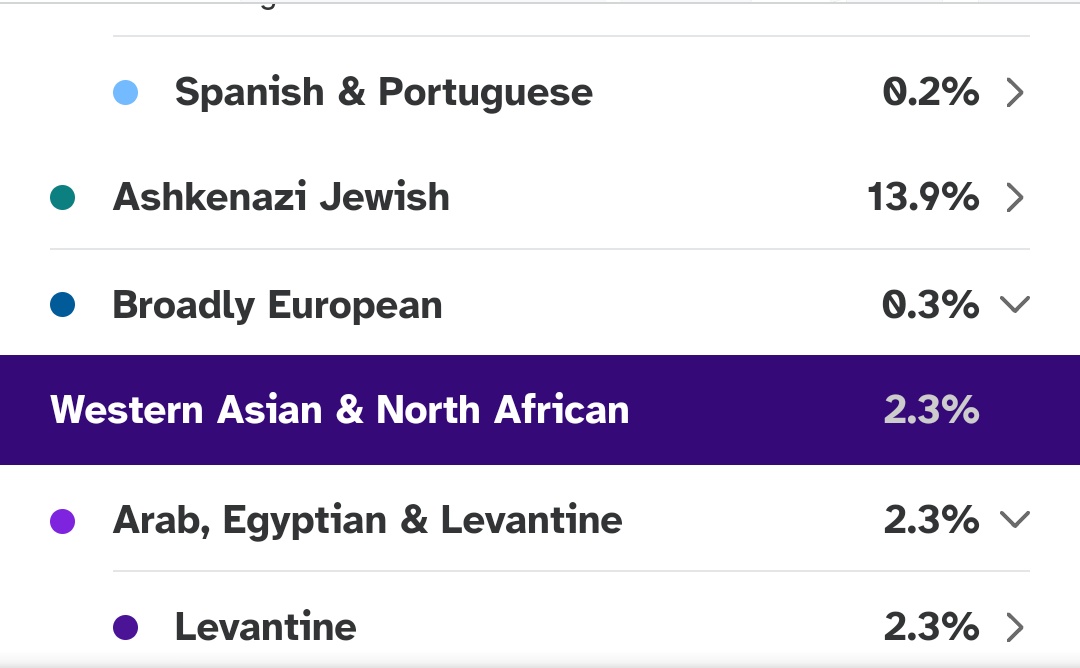 Spanish & Portuguese 0.2%
Ashkenazi Jewish 13.9%
Broadly European 0.3%
Western Asian & North African 2.3%
Arab, Egyptian & Levantine 2.3%
Levantine 2.3%